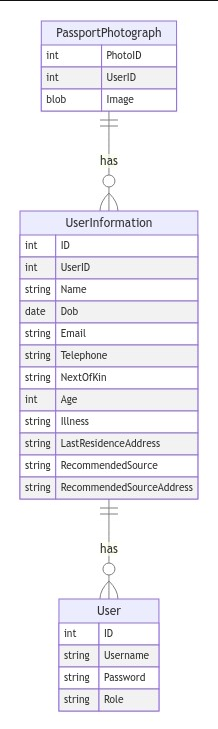 PassportPhotograph
int PhotoID
int UserID
blob Image
has
UserInformation
int ID
int UserID
string Name
date Dob
string Email
string Telephone
string NextOfKin
int Age
string Illness
string LastResidenceAddress
string RecommendedSource
string RecommendedSourceAddress
has
User
int ID
string Username
string Password
string Role